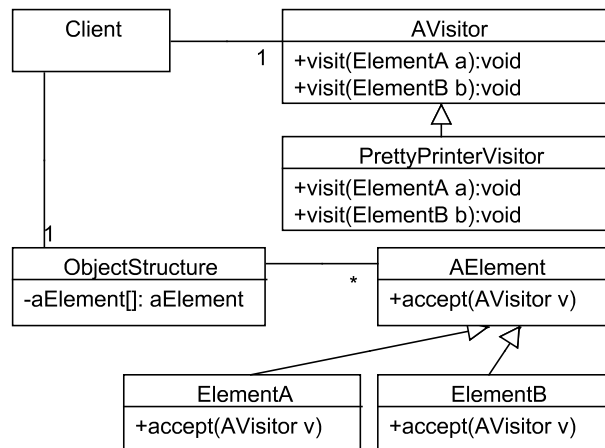 Client
AVisitor
+visit(ElementA a):void
+visit(ElementB b):void
1
PrettyPrinterVisitor
+visit(ElementA a):void
+visit(ElementB b):void
1
ObjectStructure
-aElement[]: aElement
*
AElement
+accept(AVisitor v)
ElementA
+accept(AVisitor v)
ElementB
+accept(AVisitor v)